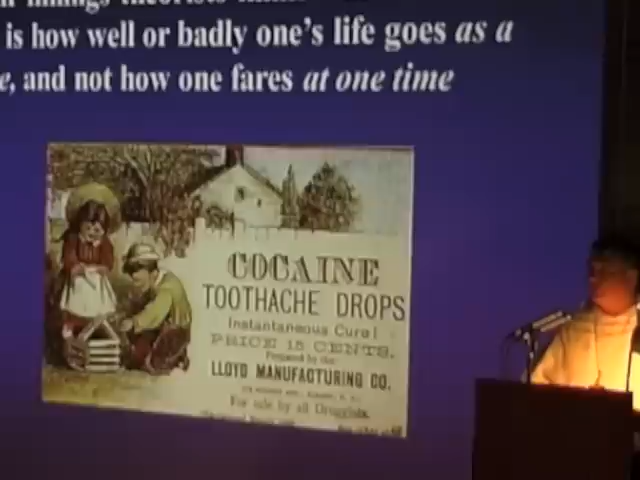 is how well or badly one's life goes as a
and not how one fares at one time
COCAINE
TOOTHACHE DROPS
Instantaneous Cure!
PRICE 15 CENTS.
Prepared by the
LLOYD MANUFACTURING CO.
For sale by all Druggists.